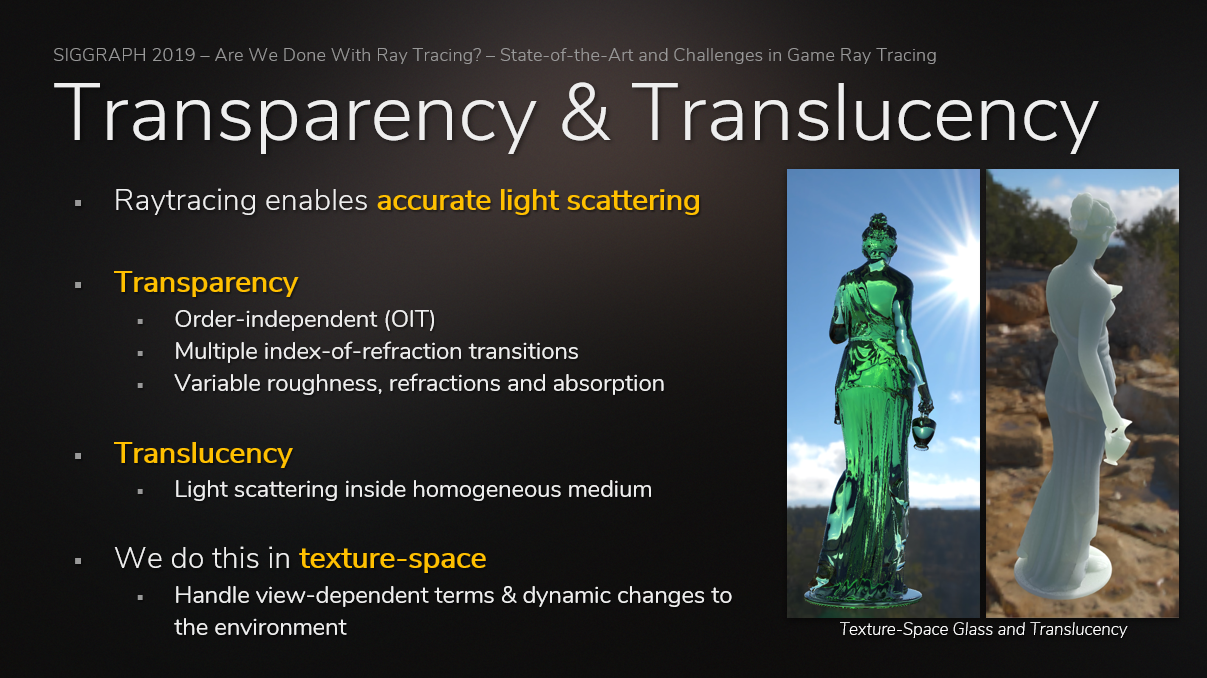 SIGGRAPH 2019 – Are We Done With Ray Tracing? – State-of-the-Art and Challenges in Game Ray Tracing
Transparency & Translucency
Raytracing enables accurate light scattering
Transparency
Order-independent (OIT)
Multiple index-of-refraction transitions
Variable roughness, refractions and absorption
Translucency
Light scattering inside homogeneous medium
We do this in texture-space
Handle view-dependent terms & dynamic changes to
the environment
Texture-Space Glass and Translucency